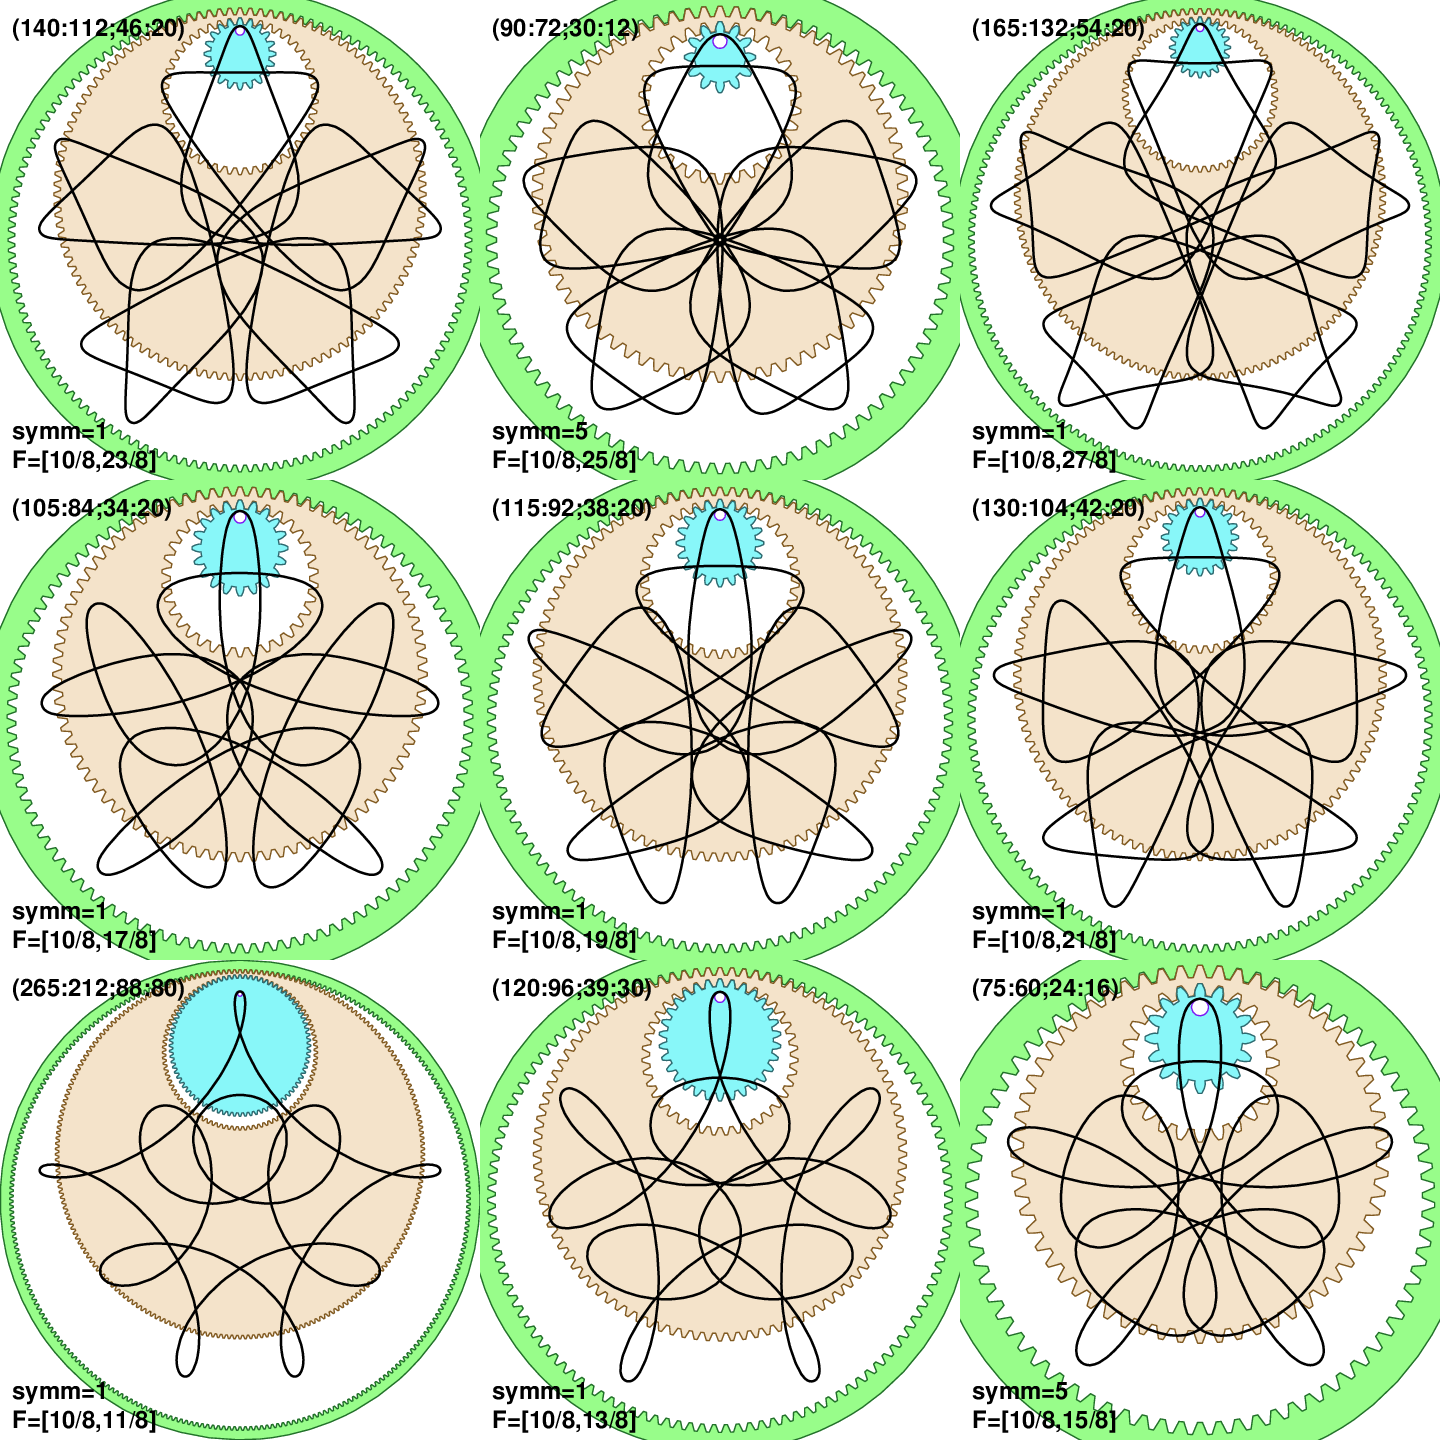 (140:112;46:20)
symm=1
F=[10/8,23/8]
(90:72;30:12)
symm=5
F=[10/8,25/8]
(165:132;54:20)
symm=1
F=[10/8,27/8]
(105:84;34:20)
symm=1
F=[10/8,17/8]
(115:92;38:20)
symm=1
F=[10/8,19/8]
(130:104;42:20)
symm=1
F=[10/8,21/8]
(265:212;88:80)
symm=1
F=[10/8,11/8]
(120:96;39:30)
symm=1
F=[10/8,13/8]
(75:60;24:16)
symm=5
F=[10/8,15/8]